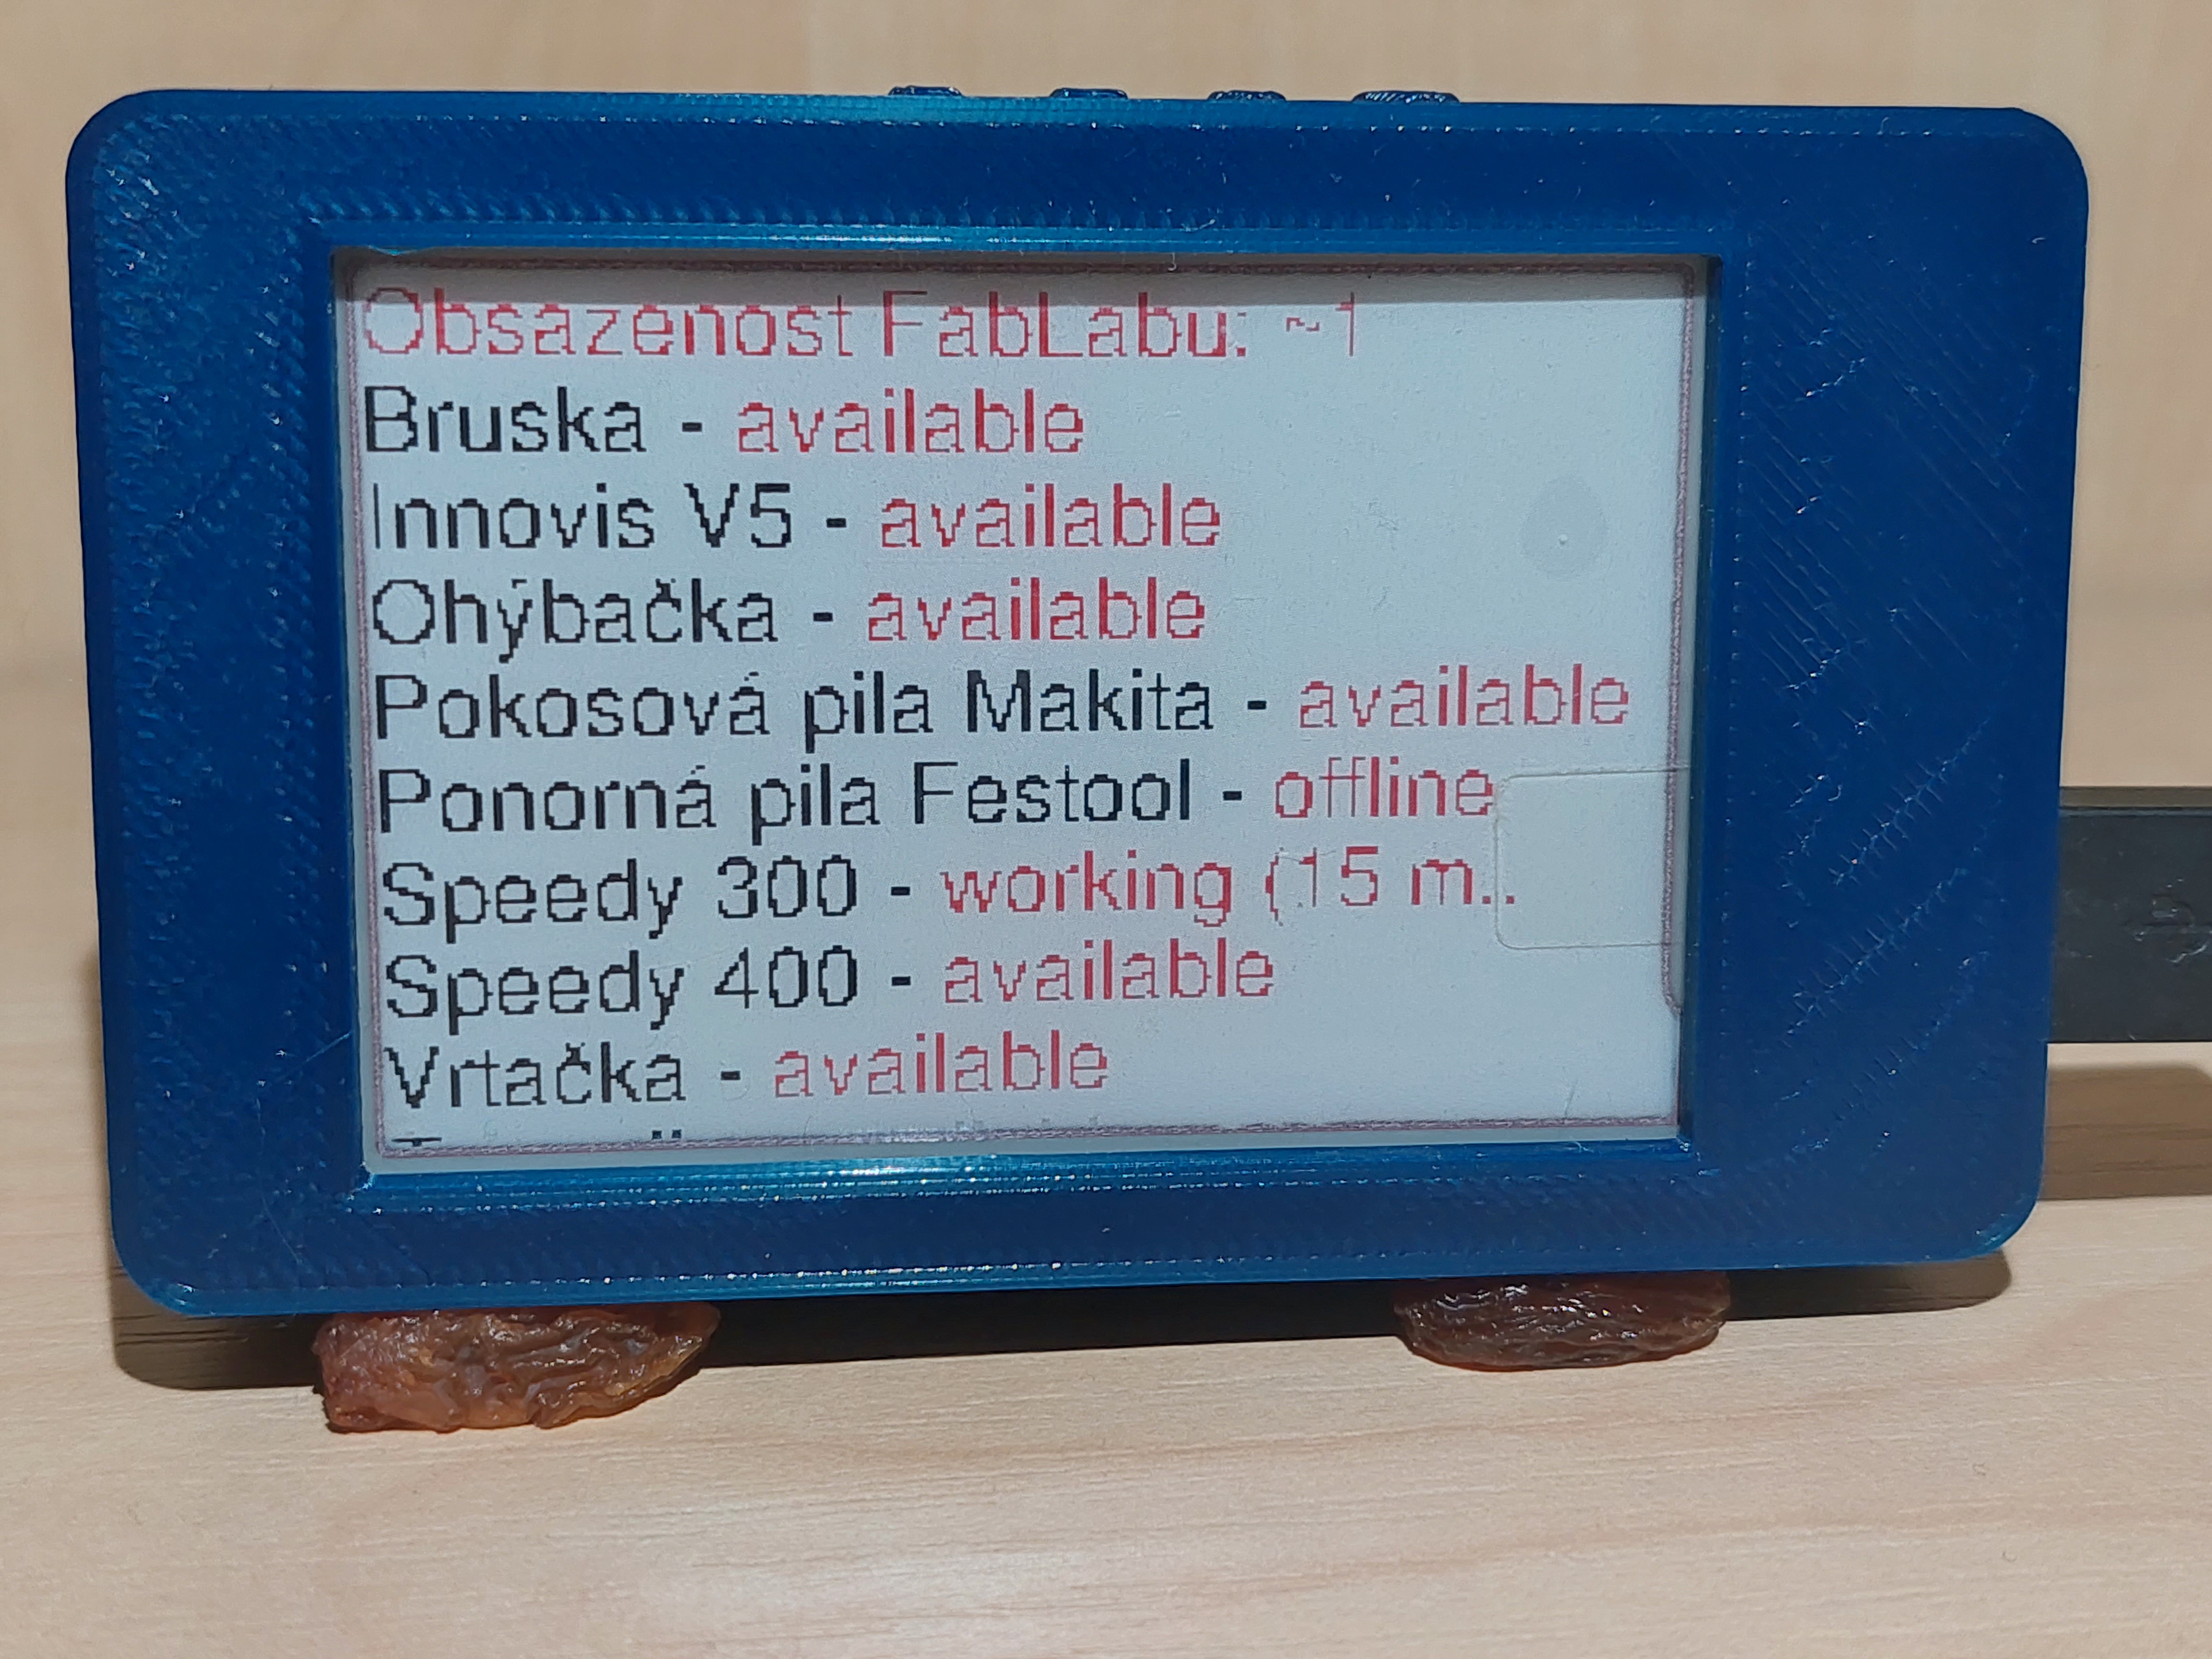 Obsazenost FabLabu: ~1
Bruska - available
Innovis V5 - available
Ohýbačka - available
Pokosová pila Makita - available
Ponorná pila Festool - offline
Speedy 300 - working (15 m..
Speedy 400 - available
Vrtačka - available